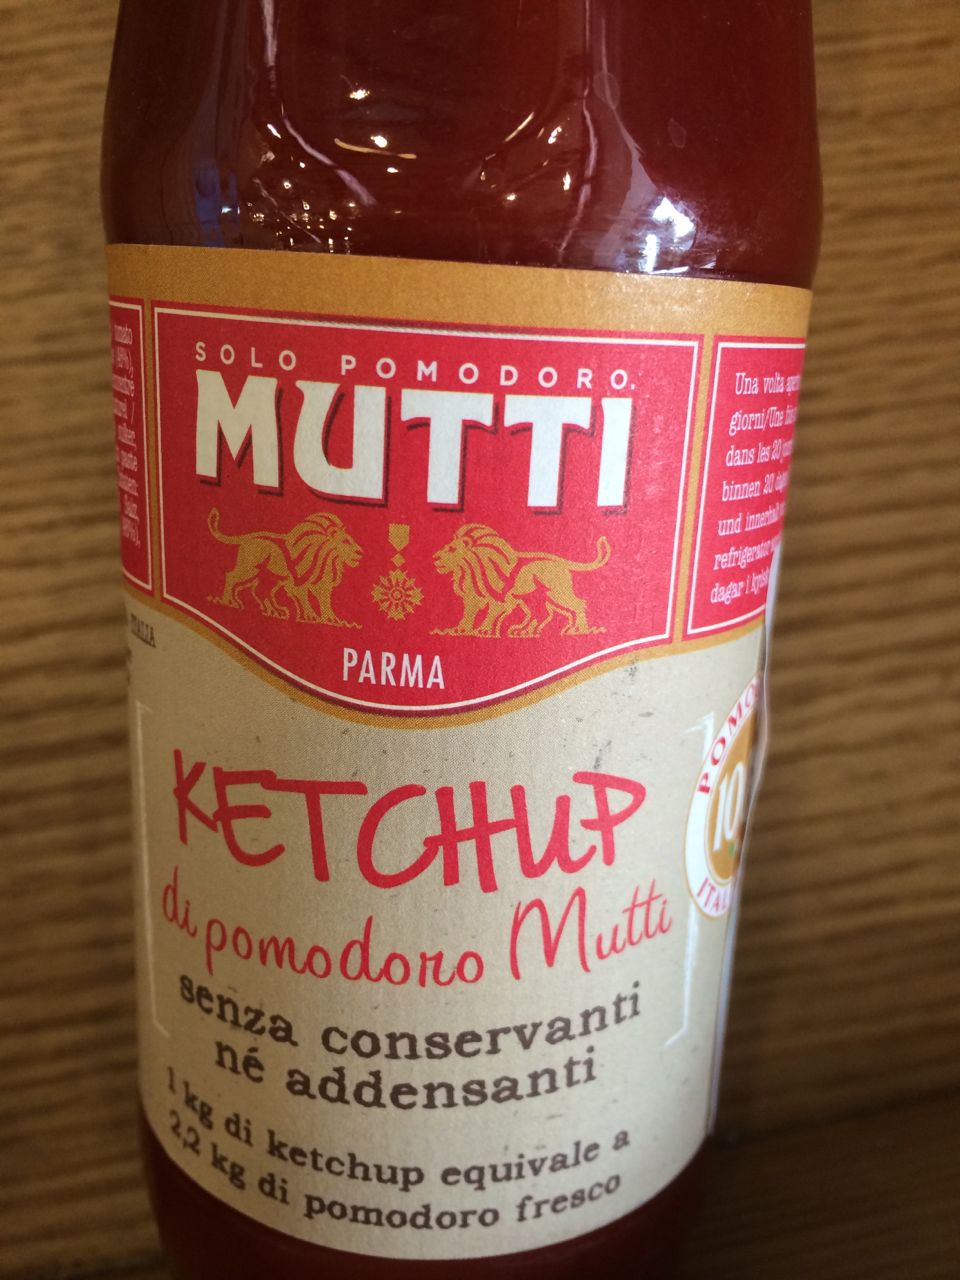 SOLO POMODORO.
MUTTI
PARMA
KETCHUP
di pomodoro Mutti
senza conservanti
né addensanti
1 kg di ketchup equivale a
2,2 kg di pomodoro fresco
Una volta
giorni/Une
dans les 20
binnen 20
und
refrigerator
dagar i
ITALIA